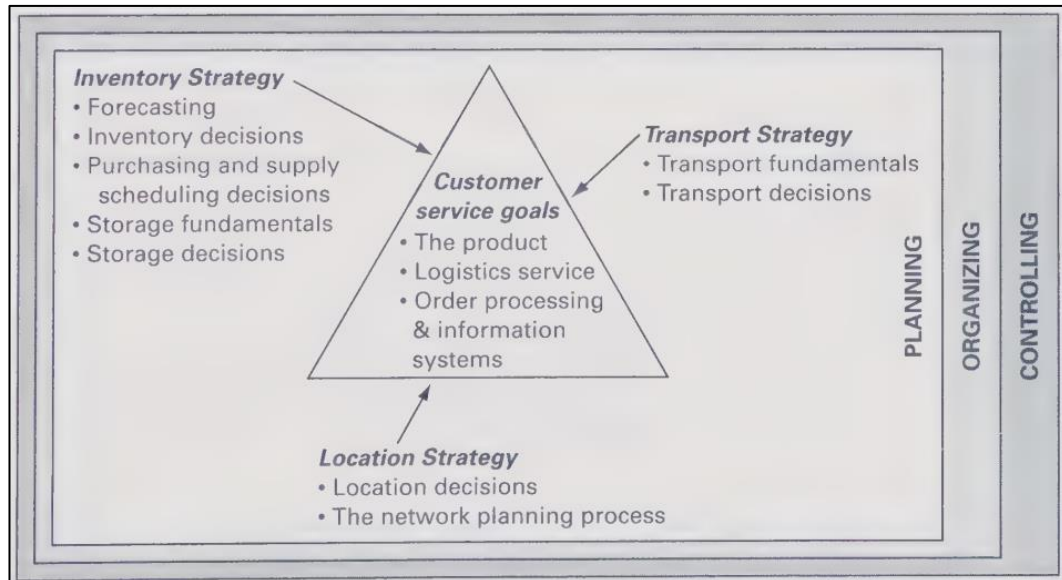 Inventory Strategy
• Forecasting
• Inventory decisions
• Purchasing and supply
scheduling decisions
• Storage fundamentals
• Storage decisions
Customer
service goals
• The product
• Logistics service
• Order processing
& information
systems
Transport Strategy
• Transport fundamentals
• Transport decisions
Location Strategy
• Location decisions
• The network planning process
PLANNING
ORGANIZING
CONTROLLING